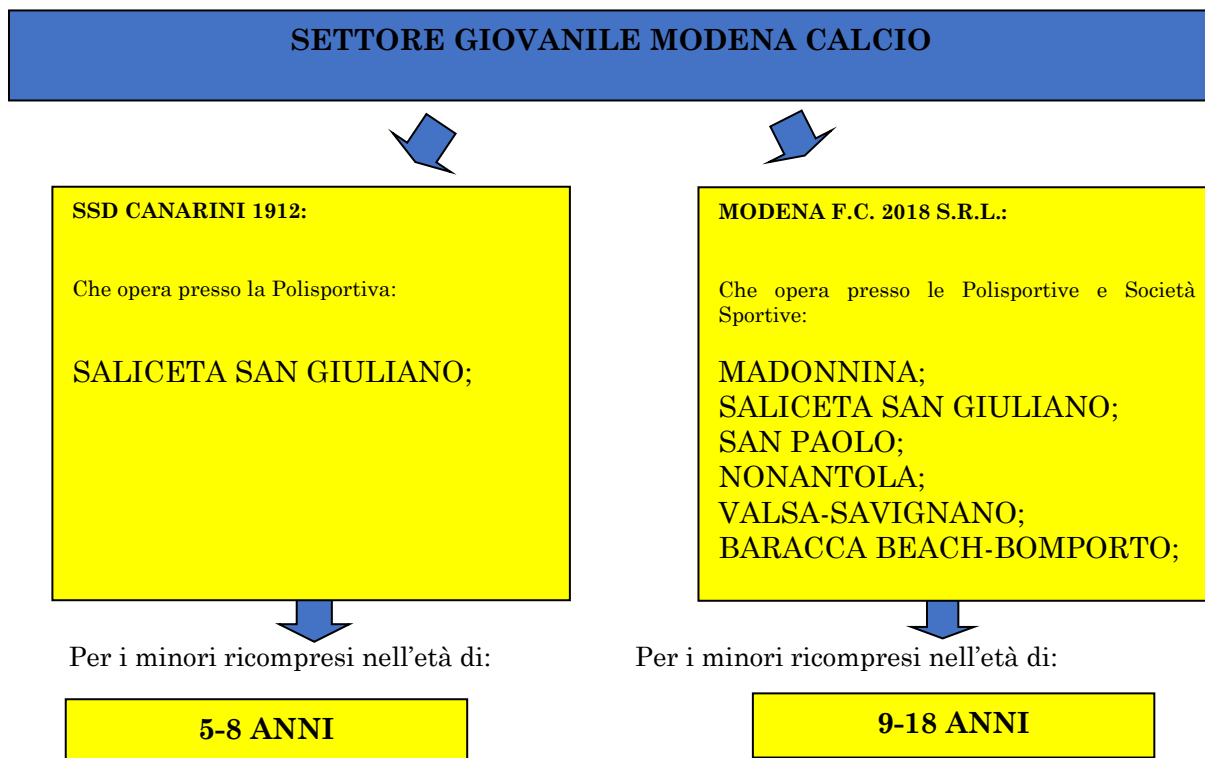 SETTORE GIOVANILE MODENA CALCIO
SSD CANARINI 1912:
Che opera presso la Polisportiva:
SALICETA SAN GIULIANO;
MODENA F.C. 2018 S.R.L.:
Che opera presso le Polisportive e Società
Sportive:
MADONNINA;
SALICETA SAN GIULIANO;
SAN PAOLO;
NONANTOLA;
VALSA-SAVIGNANO;
BARACCA BEACH-BOMPORTO;
Per i minori ricompresi nell’età di:
Per i minori ricompresi nell’età di:
5-8 ANNI
9-18 ANNI